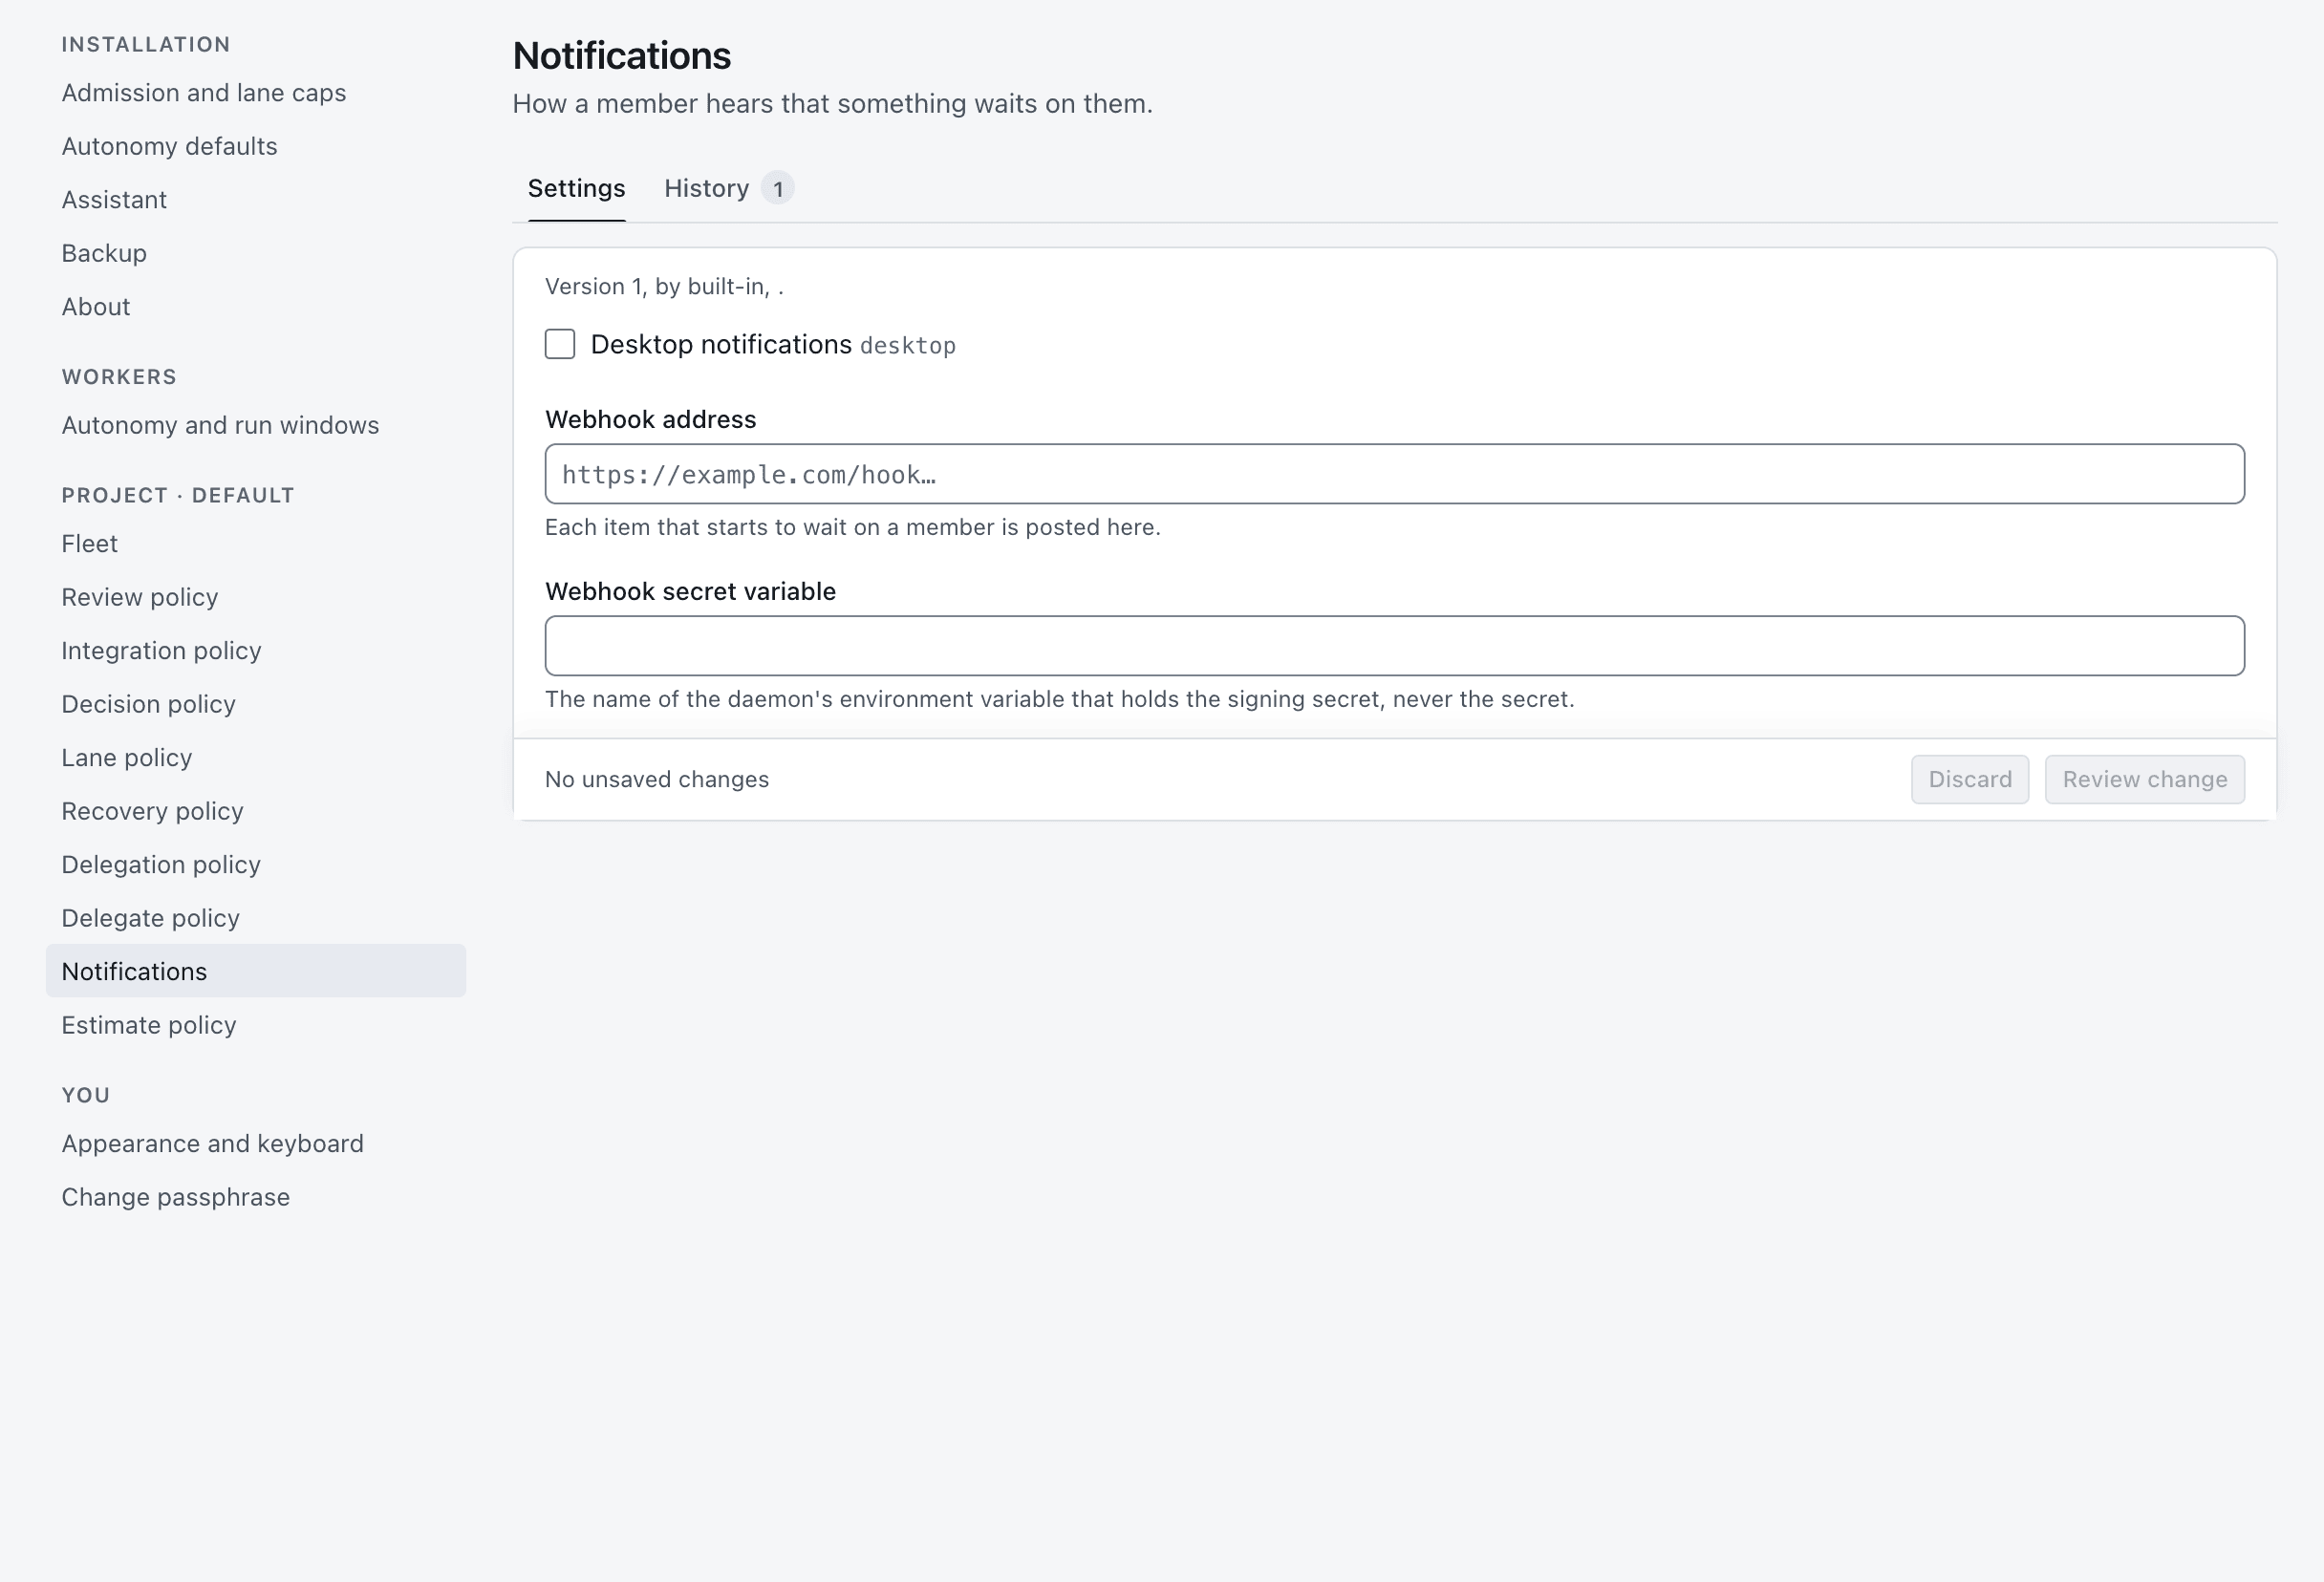 INSTALLATION
Admission and lane caps
Autonomy defaults
Assistant
Backup
About
WORKERS
Autonomy and run windows
PROJECT · DEFAULT
Fleet
Review policy
Integration policy
Decision policy
Lane policy
Recovery policy
Delegation policy
Delegate policy
Notifications
Estimate policy
YOU
Appearance and keyboard
Change passphrase
Notifications
How a member hears that something waits on them.
Settings History 1
Version 1, by built-in, .
Desktop notifications desktop
Webhook address
https://example.com/hook…
Each item that starts to wait on a member is posted here.
Webhook secret variable
The name of the daemon's environment variable that holds the signing secret, never the secret.
No unsaved changes Discard Review change